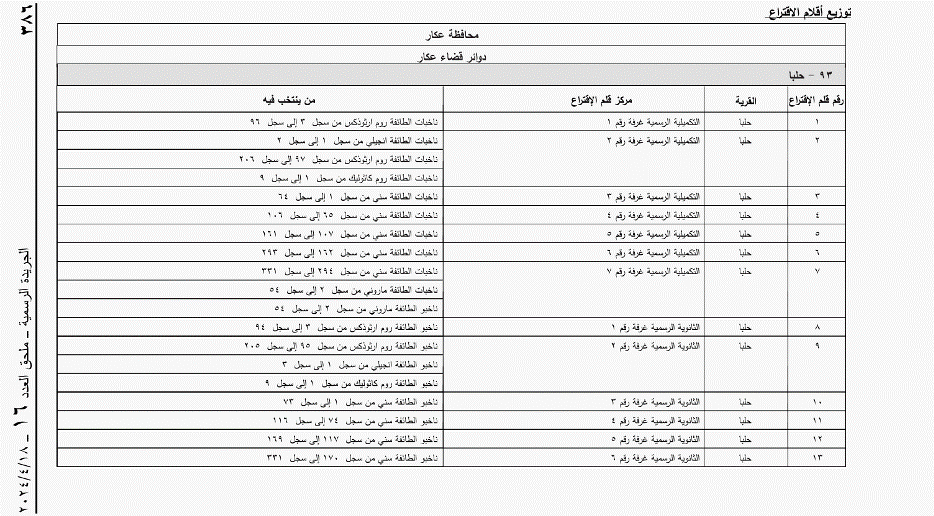 توزيع أقلام الاقتراع
محافظة عكار
دوائر قضاء عكار
٩٣ - حلبا
رقم قلم الإقتراع القرية مركز قلم الإقتراع من ينتخب فيه
١ حلبا التكميلية الرسمية غرفة رقم ١ ناخبات الطائفة روم ارثوذكس من سجل ٣ إلى سجل ٩٦
٢ حلبا التكميلية الرسمية غرفة رقم ٢ ناخبات الطائفة انجيلي من سجل ١ إلى سجل ٢
ناخبات الطائفة روم ارثوذكس من سجل ٩٧ إلى سجل ٢٠٦
ناخبات الطائفة روم كاثوليك من سجل ١ إلى سجل ٩
٣ حلبا التكميلية الرسمية غرفة رقم ٣ ناخبات الطائفة سني من سجل ١ إلى سجل ٦٤
٤ حلبا التكميلية الرسمية غرفة رقم ٤ ناخبات الطائفة سني من سجل ٦٥ إلى سجل ١٠٦
٥ حلبا التكميلية الرسمية غرفة رقم ٥ ناخبات الطائفة سني من سجل ١٠٧ إلى سجل ١٦١
٦ حلبا التكميلية الرسمية غرفة رقم ٦ ناخبات الطائفة سني من سجل ١٦٢ إلى سجل ٢٩٣
٧ حلبا التكميلية الرسمية غرفة رقم ٧ ناخبات الطائفة سني من سجل ٢٩٤ إلى سجل ٣٣١
ناخبات الطائفة ماروني من سجل ٢ إلى سجل ٥٤
ناخبو الطائفة ماروني من سجل ٢ إلى سجل ٥٤
٨ حلبا الثانوية الرسمية غرفة رقم ١ ناخبو الطائفة روم ارثوذكس من سجل ٣ إلى سجل ٩٤
٩ حلبا الثانوية الرسمية غرفة رقم ٢ ناخبو الطائفة روم ارثوذكس من سجل ٩٥ إلى سجل ٢٠٥
ناخبو الطائفة انجيلي من سجل ١ إلى سجل ٣
ناخبو الطائفة روم كاثوليك من سجل ١ إلى سجل ٩
١٠ حلبا الثانوية الرسمية غرفة رقم ٣ ناخبو الطائفة سني من سجل ١ إلى سجل ٧٣
١١ حلبا الثانوية الرسمية غرفة رقم ٤ ناخبو الطائفة سني من سجل ٧٤ إلى سجل ١١٦
١٢ حلبا الثانوية الرسمية غرفة رقم ٥ ناخبو الطائفة سني من سجل ١١٧ إلى سجل ١٦٩
١٣ حلبا الثانوية الرسمية غرفة رقم ٦ ناخبو الطائفة سني من سجل ١٧٠ إلى سجل ٣٣١
٣٨٦
الجريدة الرسمية - ملحق العدد ١٦ - ٢٠٢٤/٤/١٨